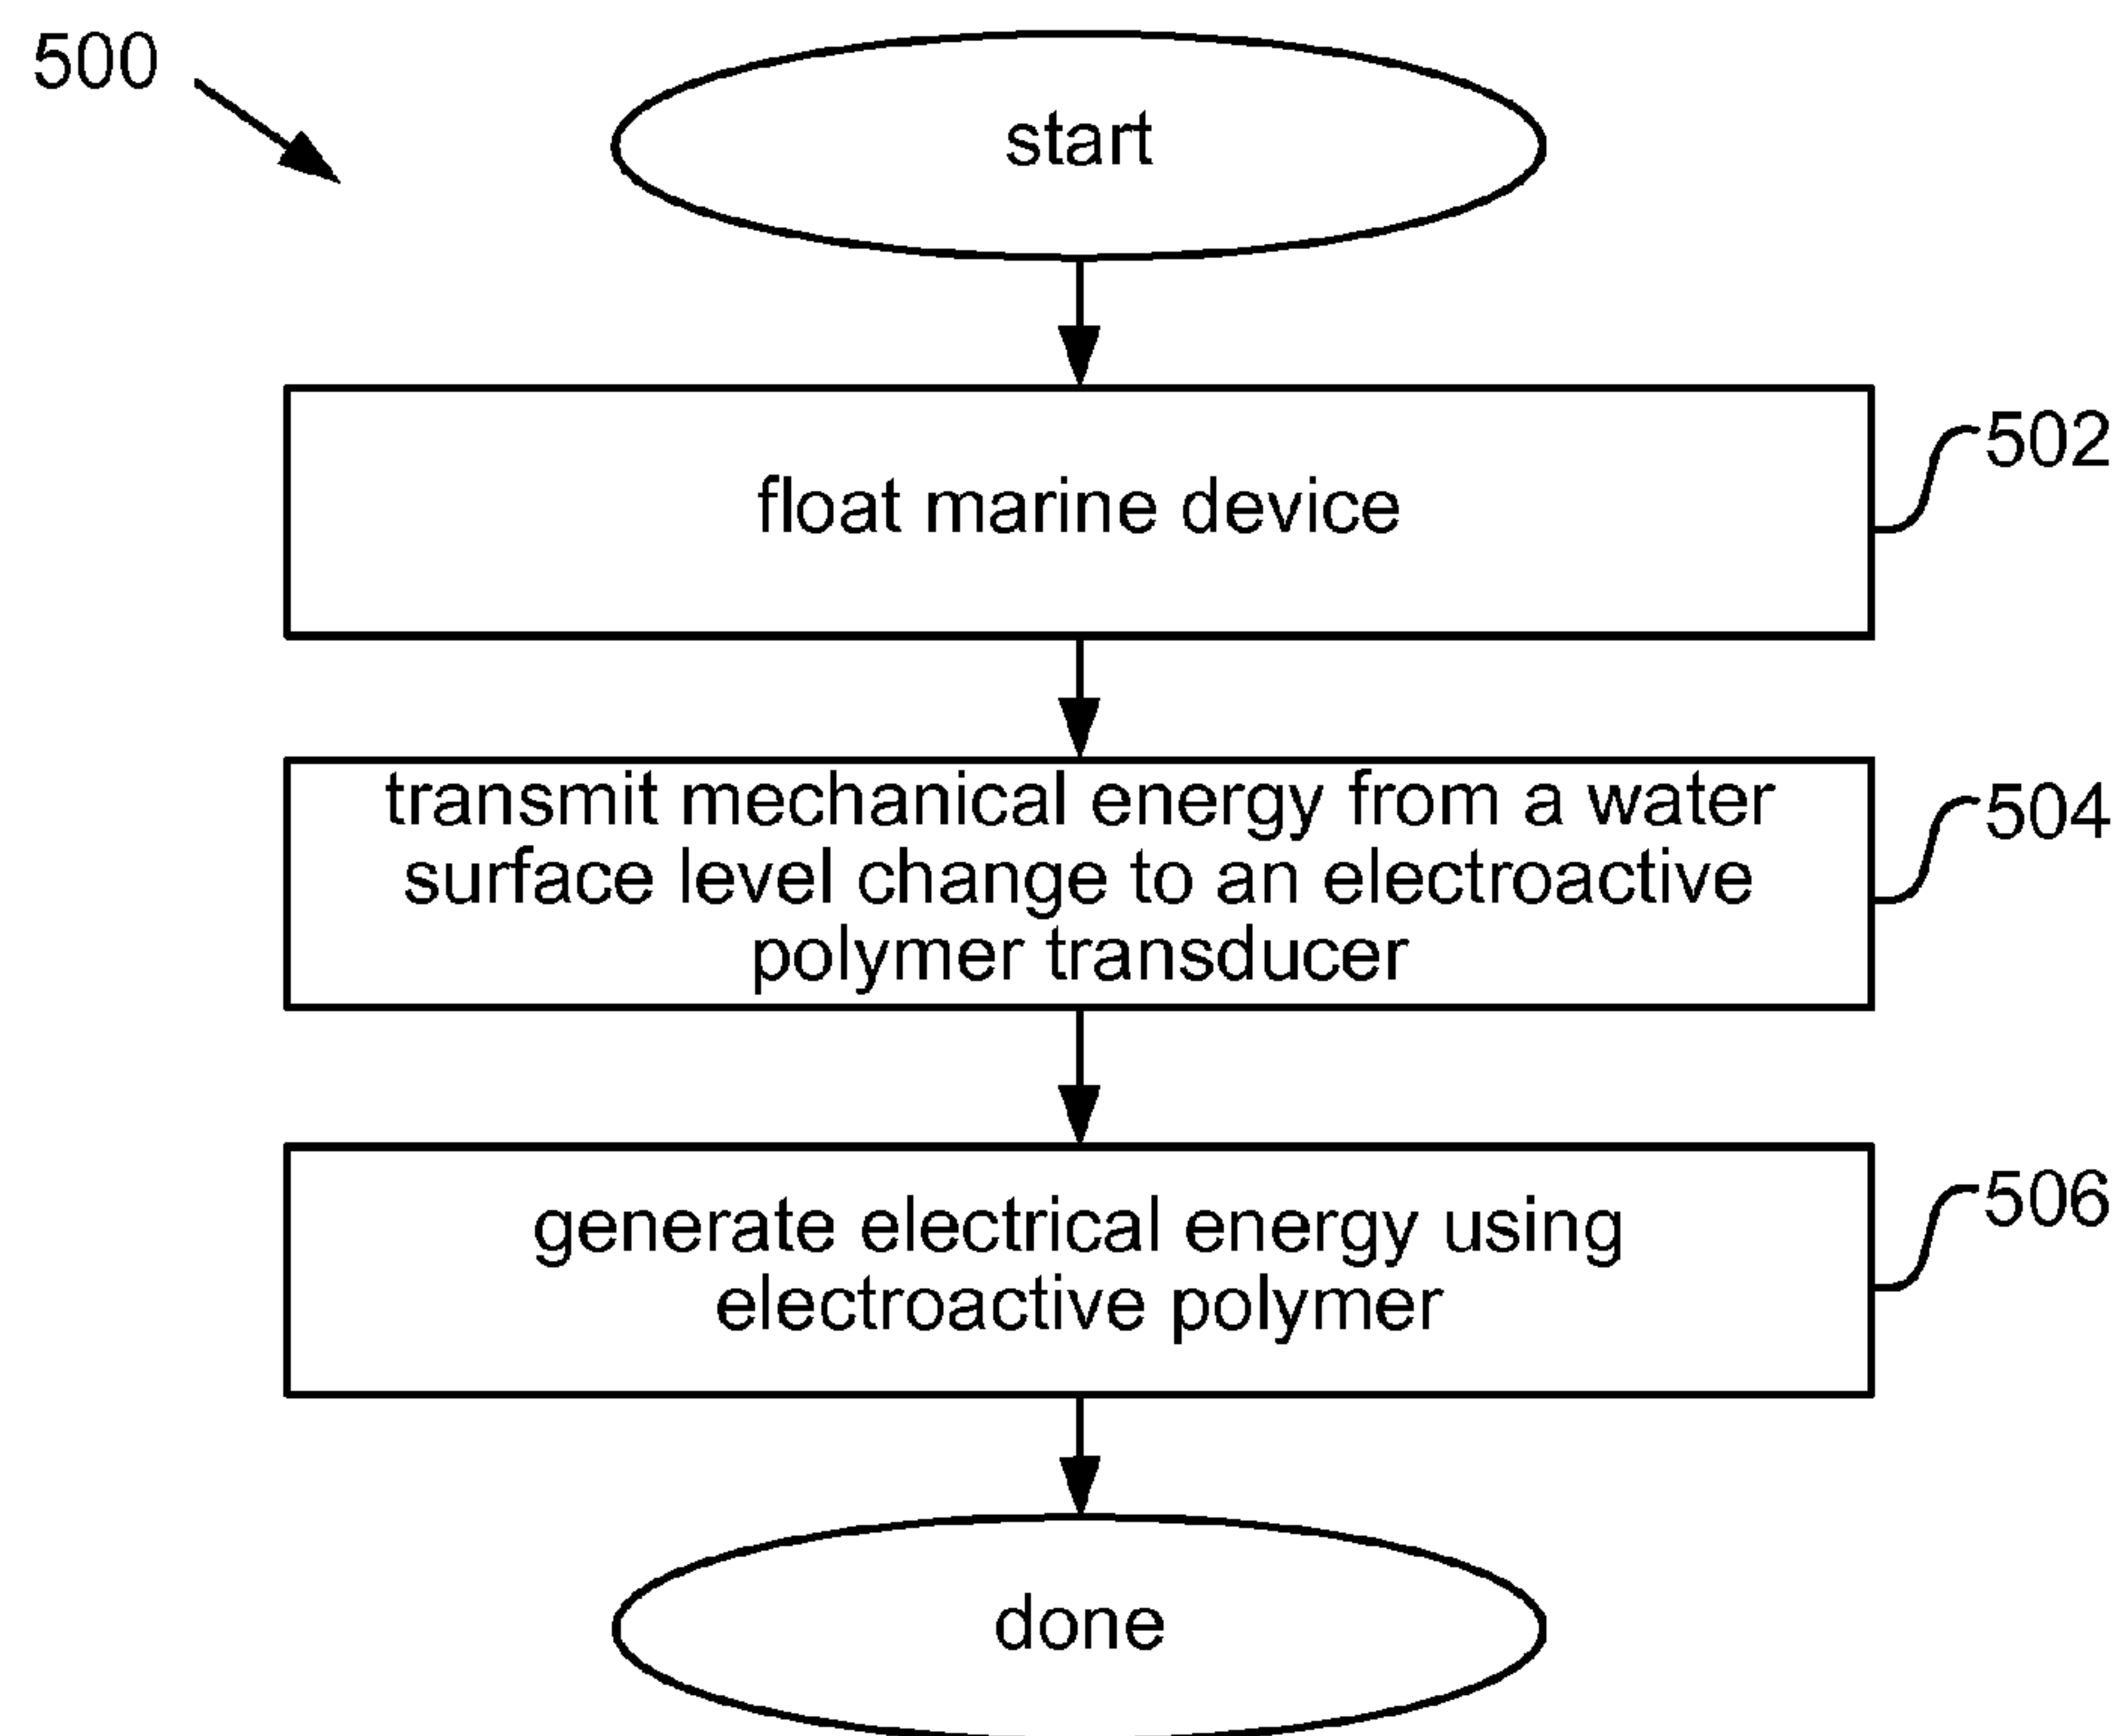 500
start
float marine device
502
transmit mechanical energy from a water
surface level change to an electroactive
polymer transducer
504
generate electrical energy using
electroactive polymer
506
done